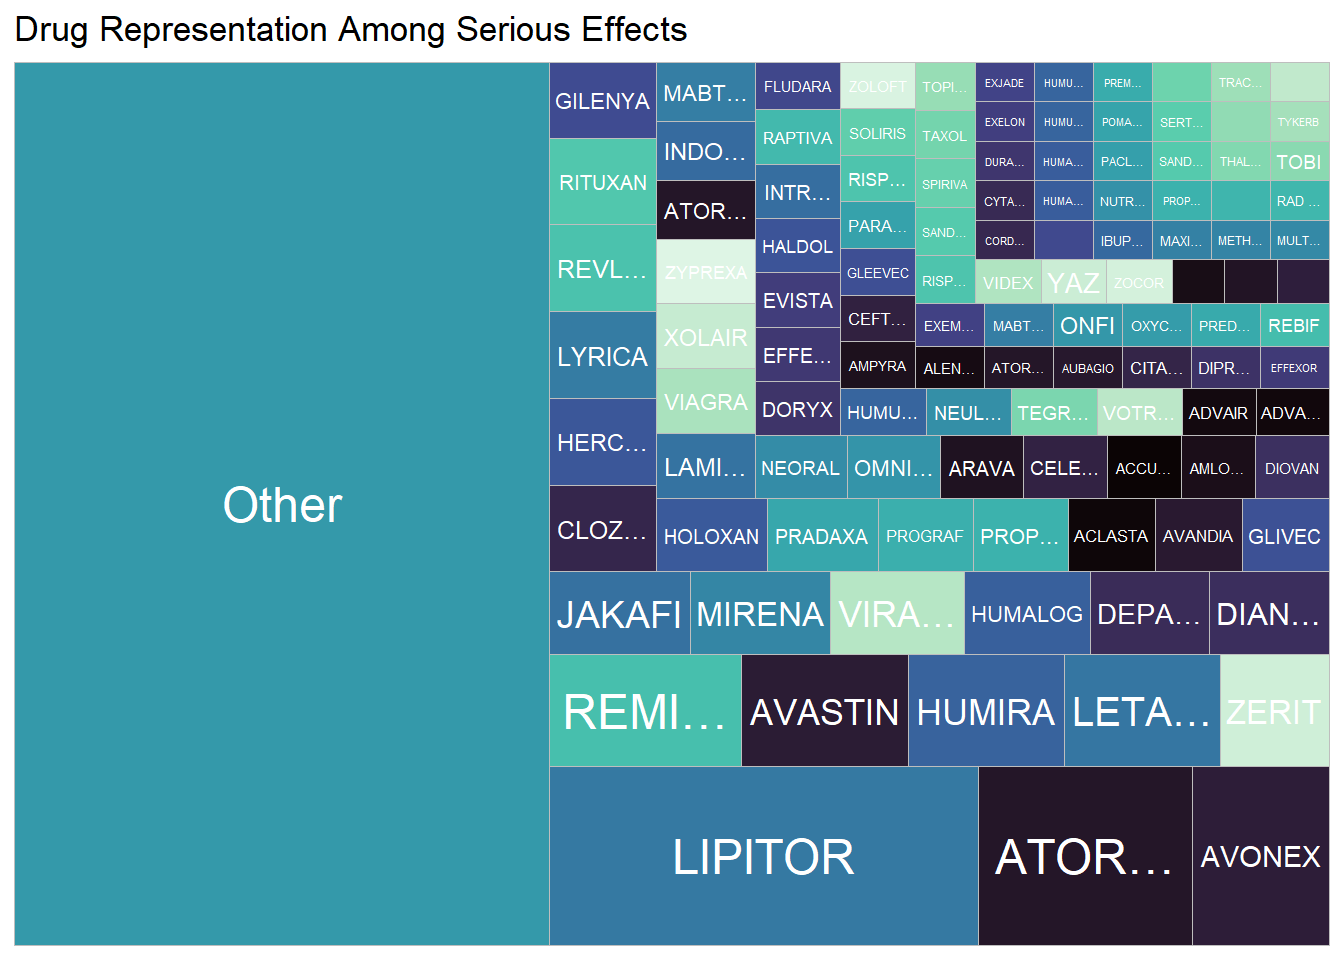 Drug Representation Among Serious Effects
Other
GILENYA
RITUXAN
REVL…
LYRICA
HERC…
CLOZ…
MABT…
INDO…
ATOR…
ZYPREXA
XOLAIR
VIAGRA
LAMI…
NEORAL
OMNI…
ARAVA
CELE…
ACCU…
AMLO…
DIOVAN
FLUDARA
RAPTIVA
INTR…
HALDOL
EVISTA
EFFE…
DORYX
ZOLOFT
SOLIRIS
RISP…
PARA…
GLEEVEC
CEFT…
AMPYRA
TOPI…
TAXOL
SPIRIVA
SAND…
RISP…
EXJADE
HUMU…
PREM…
TRAC…
EXELON
HUMU…
POMA…
SERT…
TYKERB
DURA…
HUMA…
PACL…
SAND…
THAL…
TOBI
CYTA…
HUMA…
NUTR…
PROP…
RAD …
CORD…
IBUP…
MAXI…
METH…
MULT…
VIDEX
YAZ
ZOCOR
EXEM…
MABT…
ONFI
OXYC…
PRED…
REBIF
ALEN…
ATOR…
AUBAGIO
CITA…
DIPR…
EFFEXOR
HUMU…
NEUL…
TEGR…
VOTR…
ADVAIR
ADVA…
HOLOXAN
PRADAXA
PROGRAF
PROP…
ACLASTA
AVANDIA
GLIVEC
JAKAFI
MIRENA
VIRA…
HUMALOG
DEPA…
DIAN…
REMI…
AVASTIN
HUMIRA
LETA…
ZERIT
LIPITOR
ATOR…
AVONEX